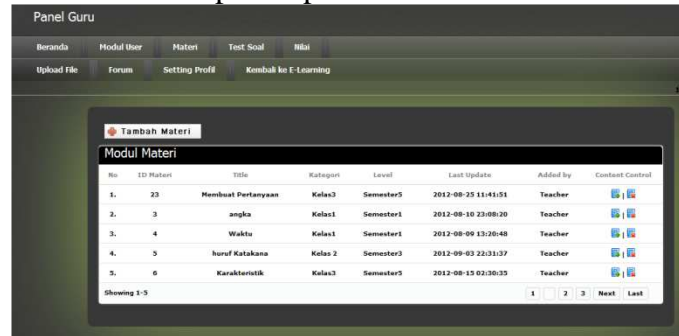 Panel Guru
Beranda Modul User Materi Test Soal Nilai
Upload File Forum Setting Profil Kembali ke E-Learning
Tambah Materi
Modul Materi
No ID Materi Title Kategori Level Last Update Added by Content Control
1. 23 Membuat Pertanyaan Kelas3 Semester5 2012-08-25 11:41:51 Teacher |
2. 3 angka Kelas1 Semester1 2012-08-10 23:08:20 Teacher |
3. 4 Waktu Kelas1 Semester1 2012-08-09 13:20:48 Teacher |
4. 5 huruf Katakana Kelas 2 Semester3 2012-09-03 22:31:37 Teacher |
5. 6 Karakteristik Kelas3 Semester5 2012-08-15 02:30:35 Teacher |
Showing 1-5 1 2 3 Next Last